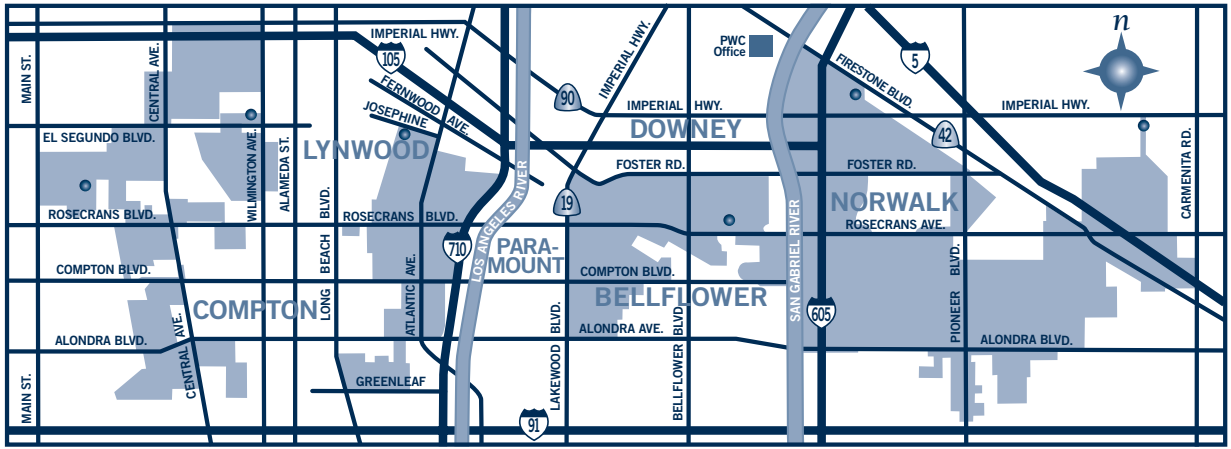 n
IMPERIAL HWY.
105
5
PWC
Office
MAIN ST.
CENTRAL AVE.
FERNWOOD AVE.
JOSEPHINE
IMPERIAL HWY.
FIRESTONE BLVD.
90
IMPERIAL HWY.
IMPERIAL HWY.
DOWNEY
42
EL SEGUNDO BLVD.
WILMINGTON AVE.
ALAMEDA ST.
LYNWOOD
FOSTER RD.
FOSTER RD.
CARMENITA RD.
LOS ANGELES RIVER
19
NORWALK
ROSECRANS BLVD.
ROSECRANS BLVD.
ROSECRANS AVE.
LONG BEACH BLVD.
710
PARA-
MOUNT
SAN GABRIEL RIVER
COMPTON BLVD.
COMPTON BLVD.
PIONEER BLVD.
COMPTON
ATLANTIC AVE.
BELLFLOWER
605
ALONDRA BLVD.
CENTRAL AVE.
ALONDRA AVE.
ALONDRA BLVD.
LAKEWOOD BLVD.
BELLFLOWER BLVD.
MAIN ST.
GREENLEAF
91